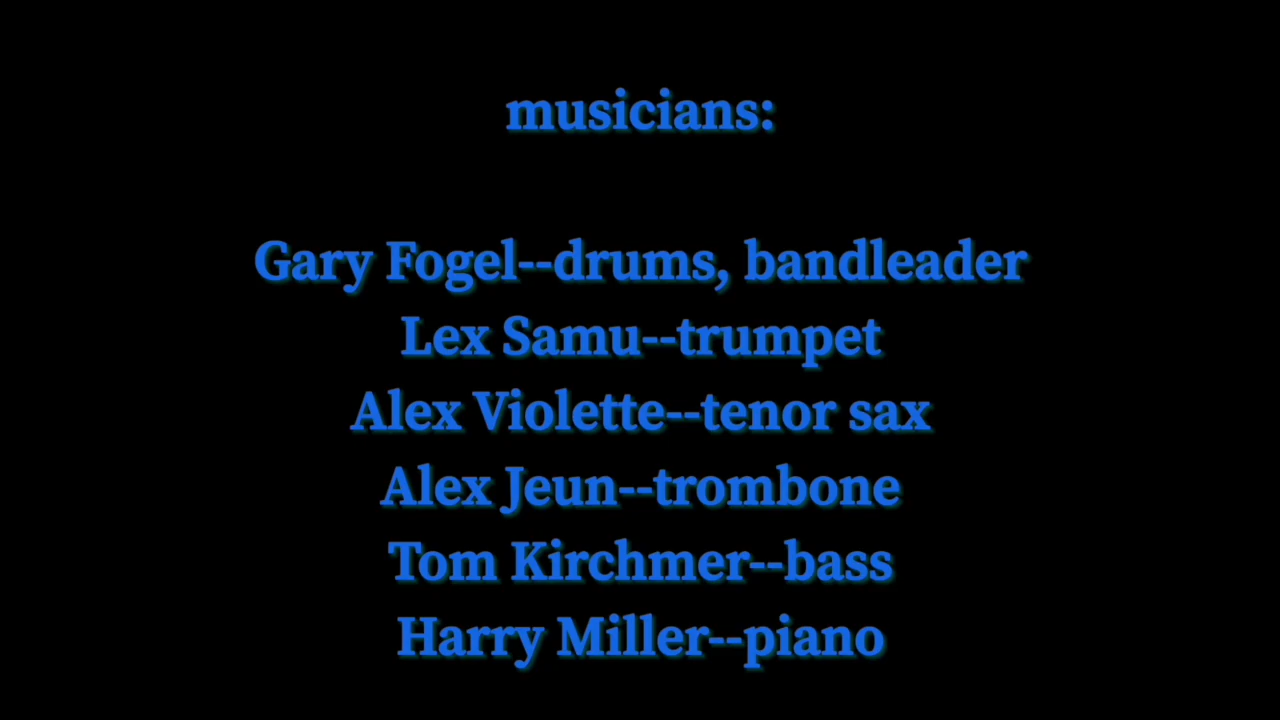 musicians:
Gary Fogel--drums, bandleader
Lex Samu--trumpet
Alex Violette--tenor sax
Alex Jeun--trombone
Tom Kirchmer--bass
Harry Miller--piano